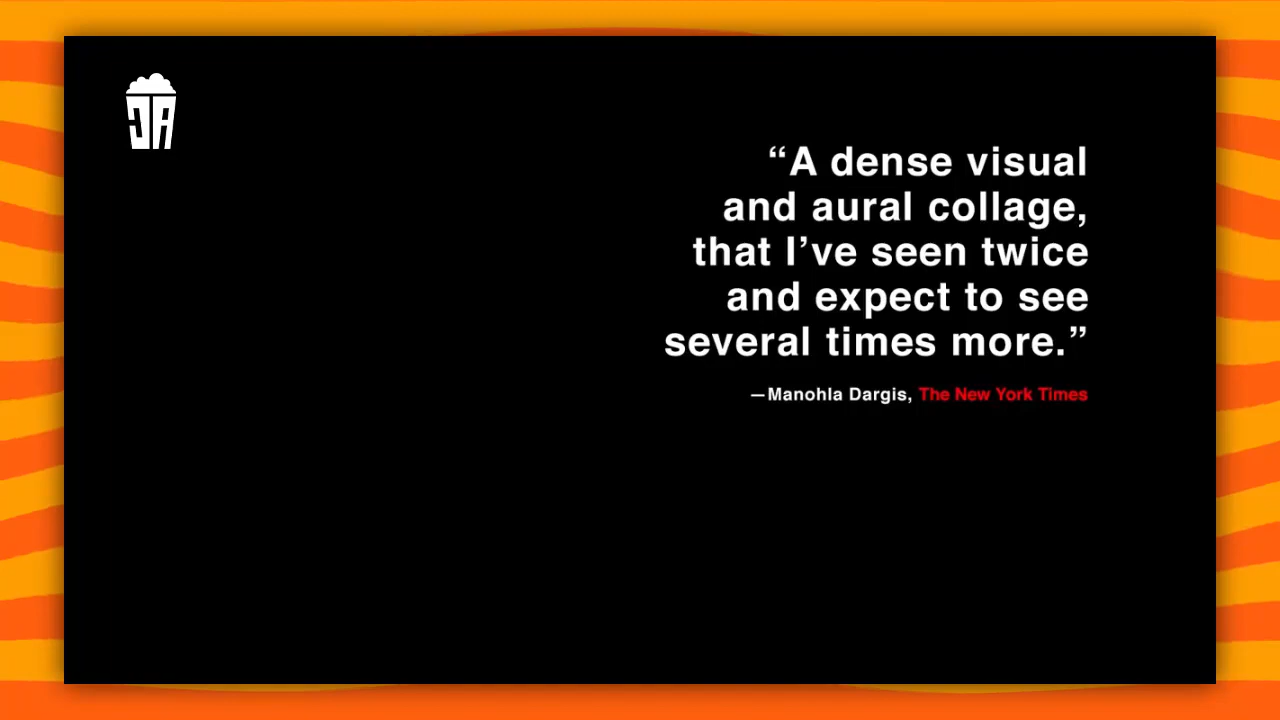 JA
“A dense visual
and aural collage,
that I’ve seen twice
and expect to see
several times more.”
—Manohla Dargis, The New York Times